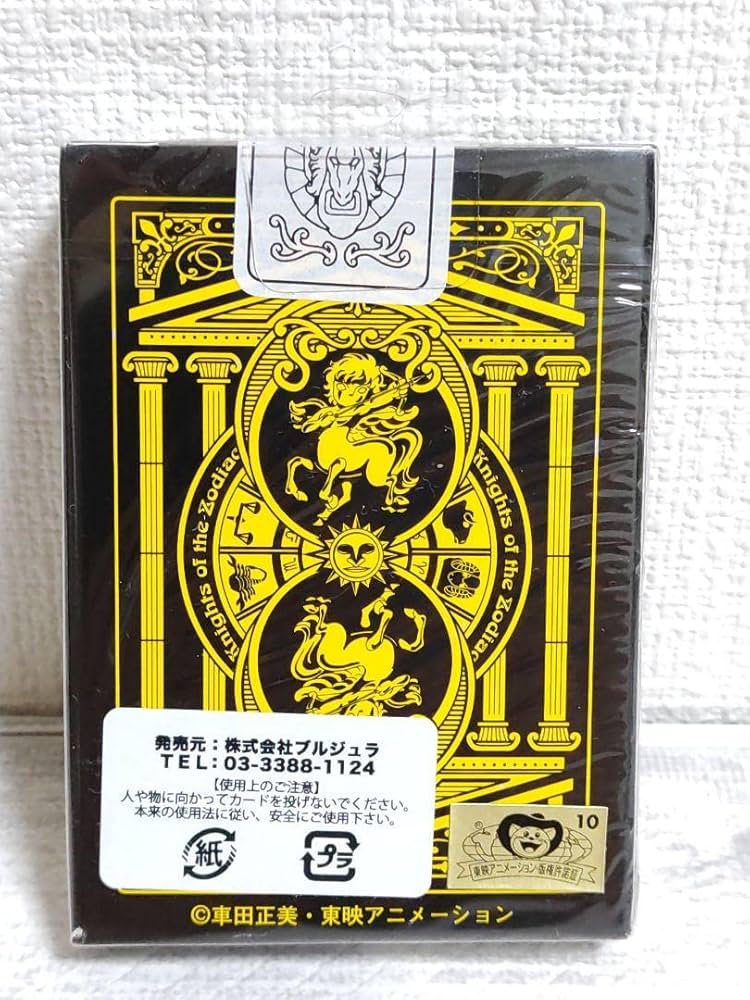 Knights of the Zodiac
Knights of the Zodiac
発売元：株式会社ブルジュラ
TEL：03-3388-1124
【使用上のご注意】
人や物に向かってカードを投げないでください。
本来の使用法に従い、安全にご使用下さい。
紙
プラ
10
東映アニメーション・版権許諾証
©車田正美・東映アニメーション